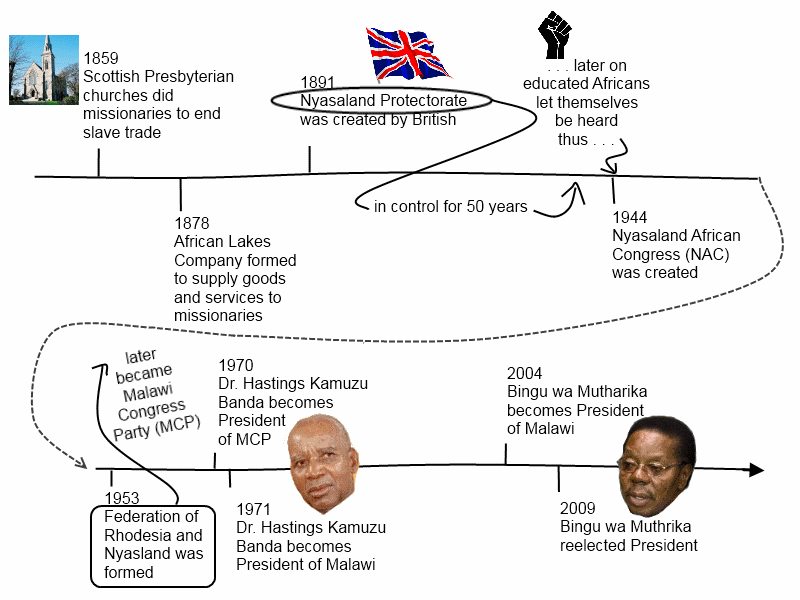 1859
Scottish Presbyterian
churches did
missionaries to end
slave trade
1891
Nyasaland Protectorate
was created by British
. . . later on
educated Africans
let themselves
be heard
thus . . .
in control for 50 years
1878
African Lakes
Company formed
to supply goods
and services to
missionaries
1944
Nyasaland African
Congress (NAC)
was created
later
became
Malawi
Congress
Party (MCP)
1970
Dr. Hastings Kamuzu
Banda becomes
President
of MCP
2004
Bingu wa Mutharika
becomes President
of Malawi
1953
Federation of
Rhodesia and
Nyasland was
formed
1971
Dr. Hastings Kamuzu
Banda becomes
President of Malawi
2009
Bingu wa Muthrika
reelected President